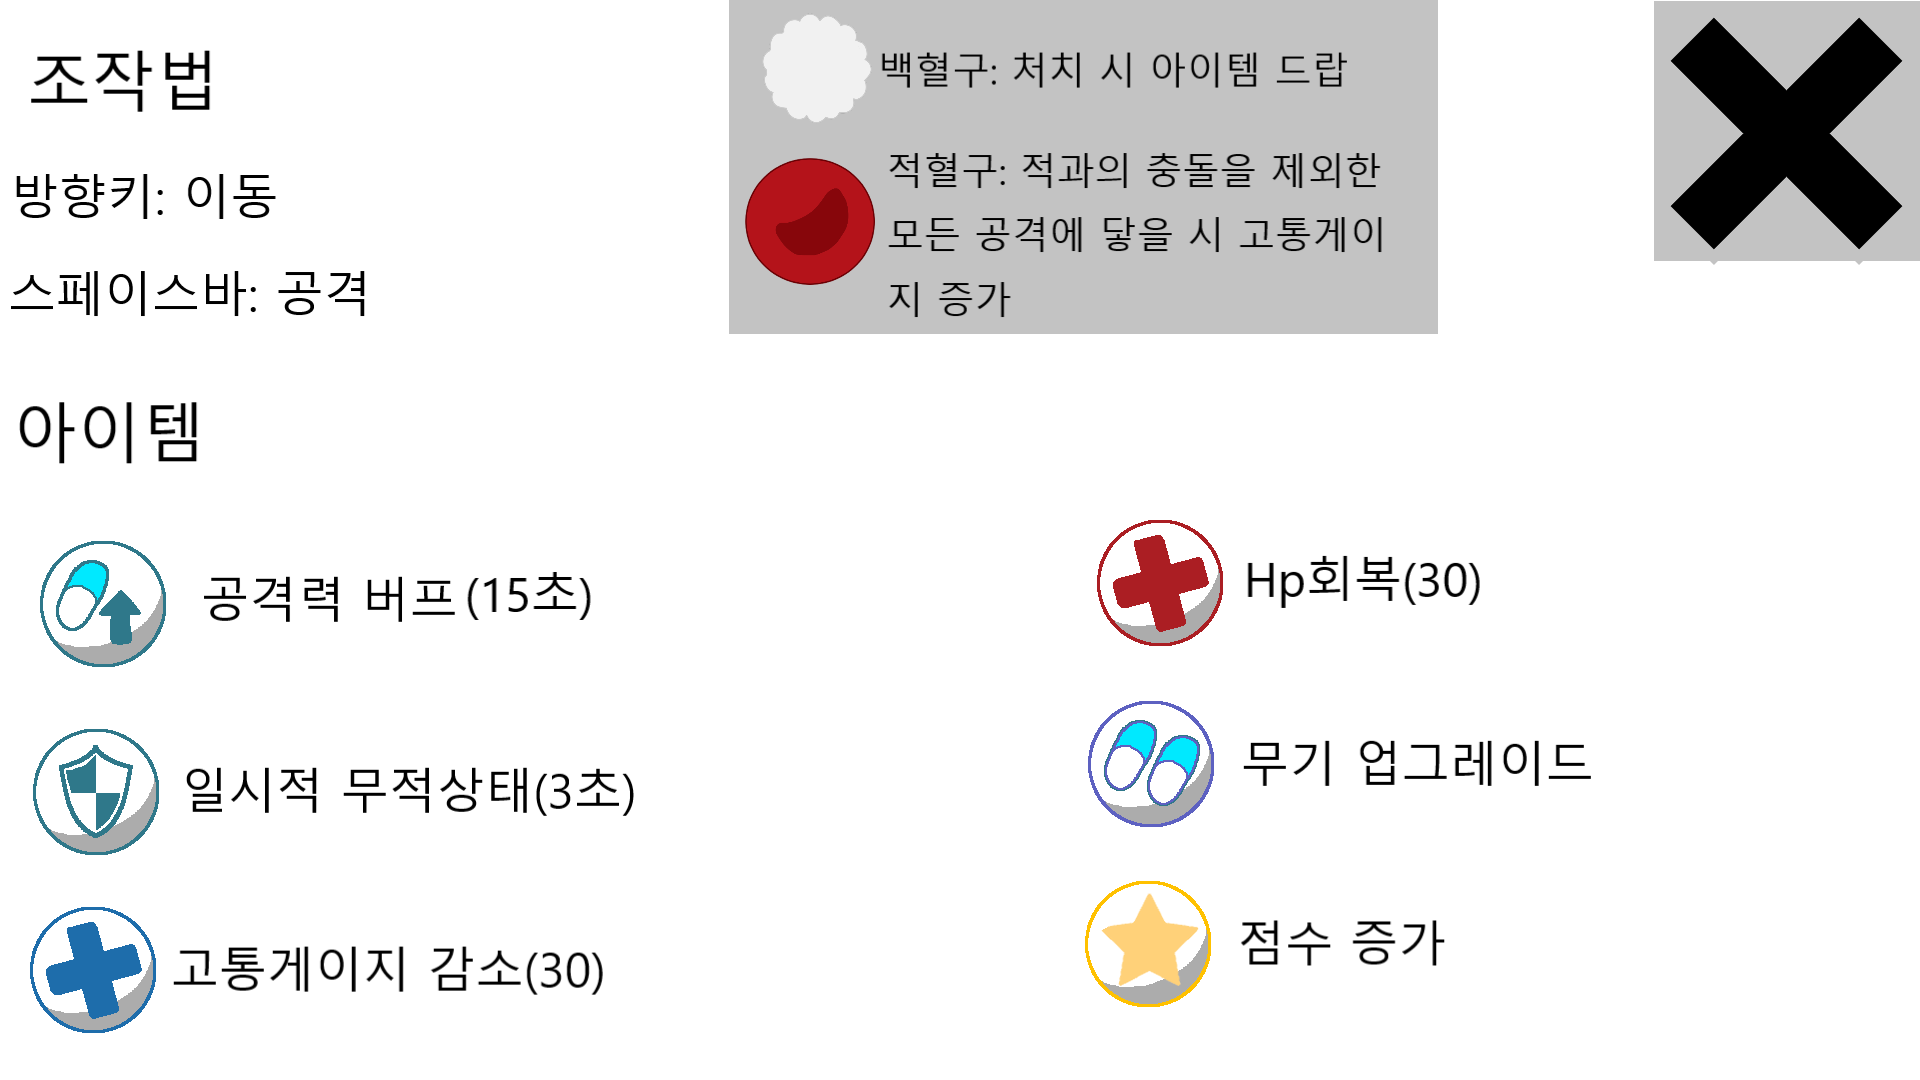 조작법
방향키: 이동
스페이스바: 공격
백혈구: 처치 시 아이템 드랍
적혈구: 적과의 충돌을 제외한
모든 공격에 닿을 시 고통게이
지 증가
아이템
공격력 버프(15초)
일시적 무적상태(3초)
고통게이지 감소(30)
Hp회복(30)
무기 업그레이드
점수 증가